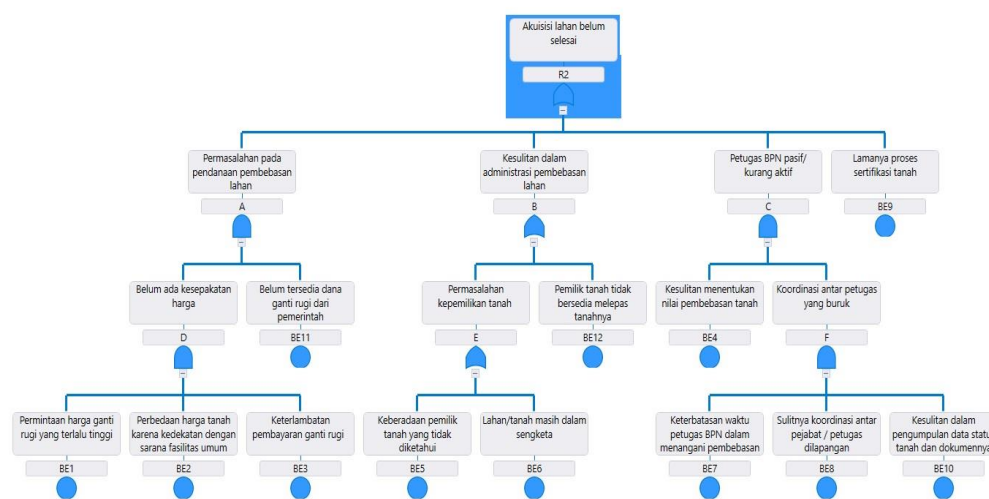 Akuisisi lahan belum
selesai
R2
Permasalahan pada
pendanaan pembebasan
lahan
A
Kesulitan dalam
administrasi pembebasan
lahan
B
Petugas BPN pasif/
kurang aktif
C
Lamanya proses
sertifikasi tanah
BE9
Belum ada kesepakatan
harga
D
Belum tersedia dana
ganti rugi dari
pemerintah
BE11
Permasalahan
kepemilikan tanah
E
Pemilik tanah tidak
bersedia melepas
tanahnya
BE12
Kesulitan menentukan
nilai pembebasan tanah
BE4
Koordinasi antar petugas
yang buruk
F
Permintaan harga ganti
rugi yang terlalu tinggi
BE1
Perbedaan harga tanah
karena kedekatan dengan
sarana fasilitas umum
BE2
Keterlambatan
pembayaran ganti rugi
BE3
Keberadaan pemilik
tanah yang tidak
diketahui
BE5
Lahan/tanah masih dalam
sengketa
BE6
Keterbatasan waktu
petugas BPN dalam
menangani pembebasan
BE7
Sulitnya koordinasi antar
pejabat / petugas
dilapangan
BE8
Kesulitan dalam
pengumpulan data statu
tanah dan dokumennya
BE10